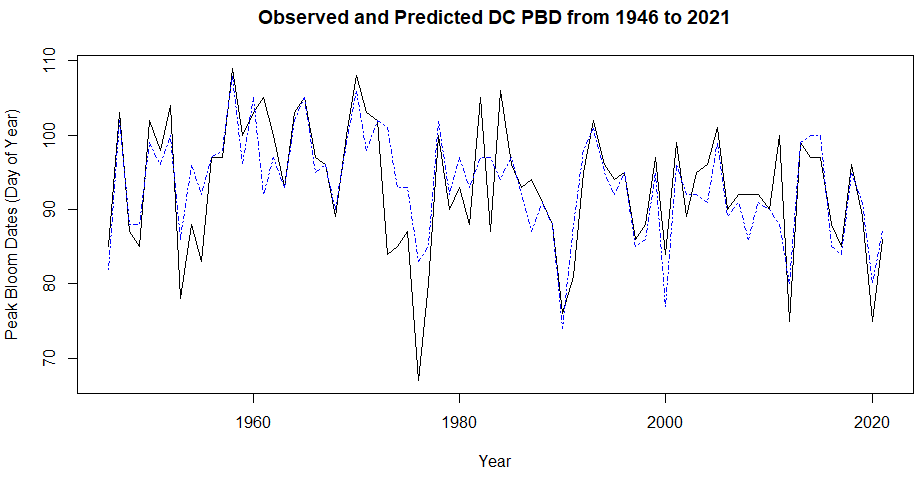 Observed and Predicted DC PBD from 1946 to 2021
Peak Bloom Dates (Day of Year)
110
100
90
80
70
1960 1980 2000 2020
Year